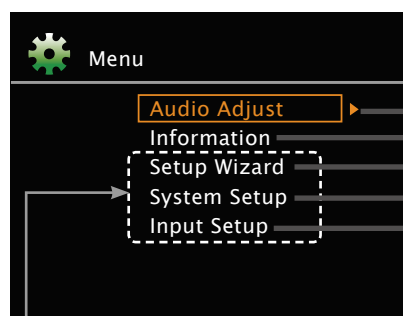 Menu
Audio Adjust
Information
Setup Wizard
System Setup
Input Setup